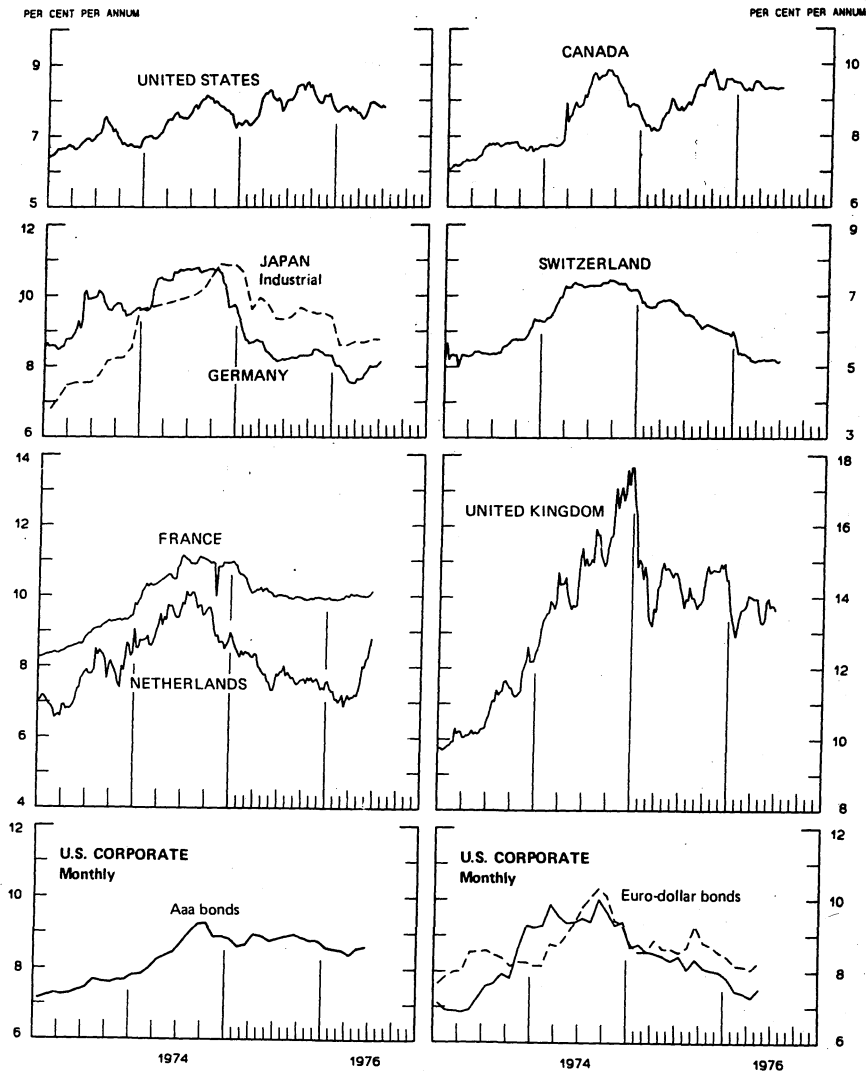 PER CENT PER ANNUM
PER CENT PER ANNUM
9
7
5
UNITED STATES
CANADA
10
8
6
12
10
8
6
JAPAN
Industrial
GERMANY
SWITZERLAND
9
7
5
3
14
12
10
8
6
4
FRANCE
NETHERLANDS
UNITED KINGDOM
18
16
14
12
10
8
12
10
8
6
U.S. CORPORATE
Monthly
Aaa bonds
U.S. CORPORATE
Monthly
Euro-dollar bonds
12
10
8
6
1974
1976
1974
1976